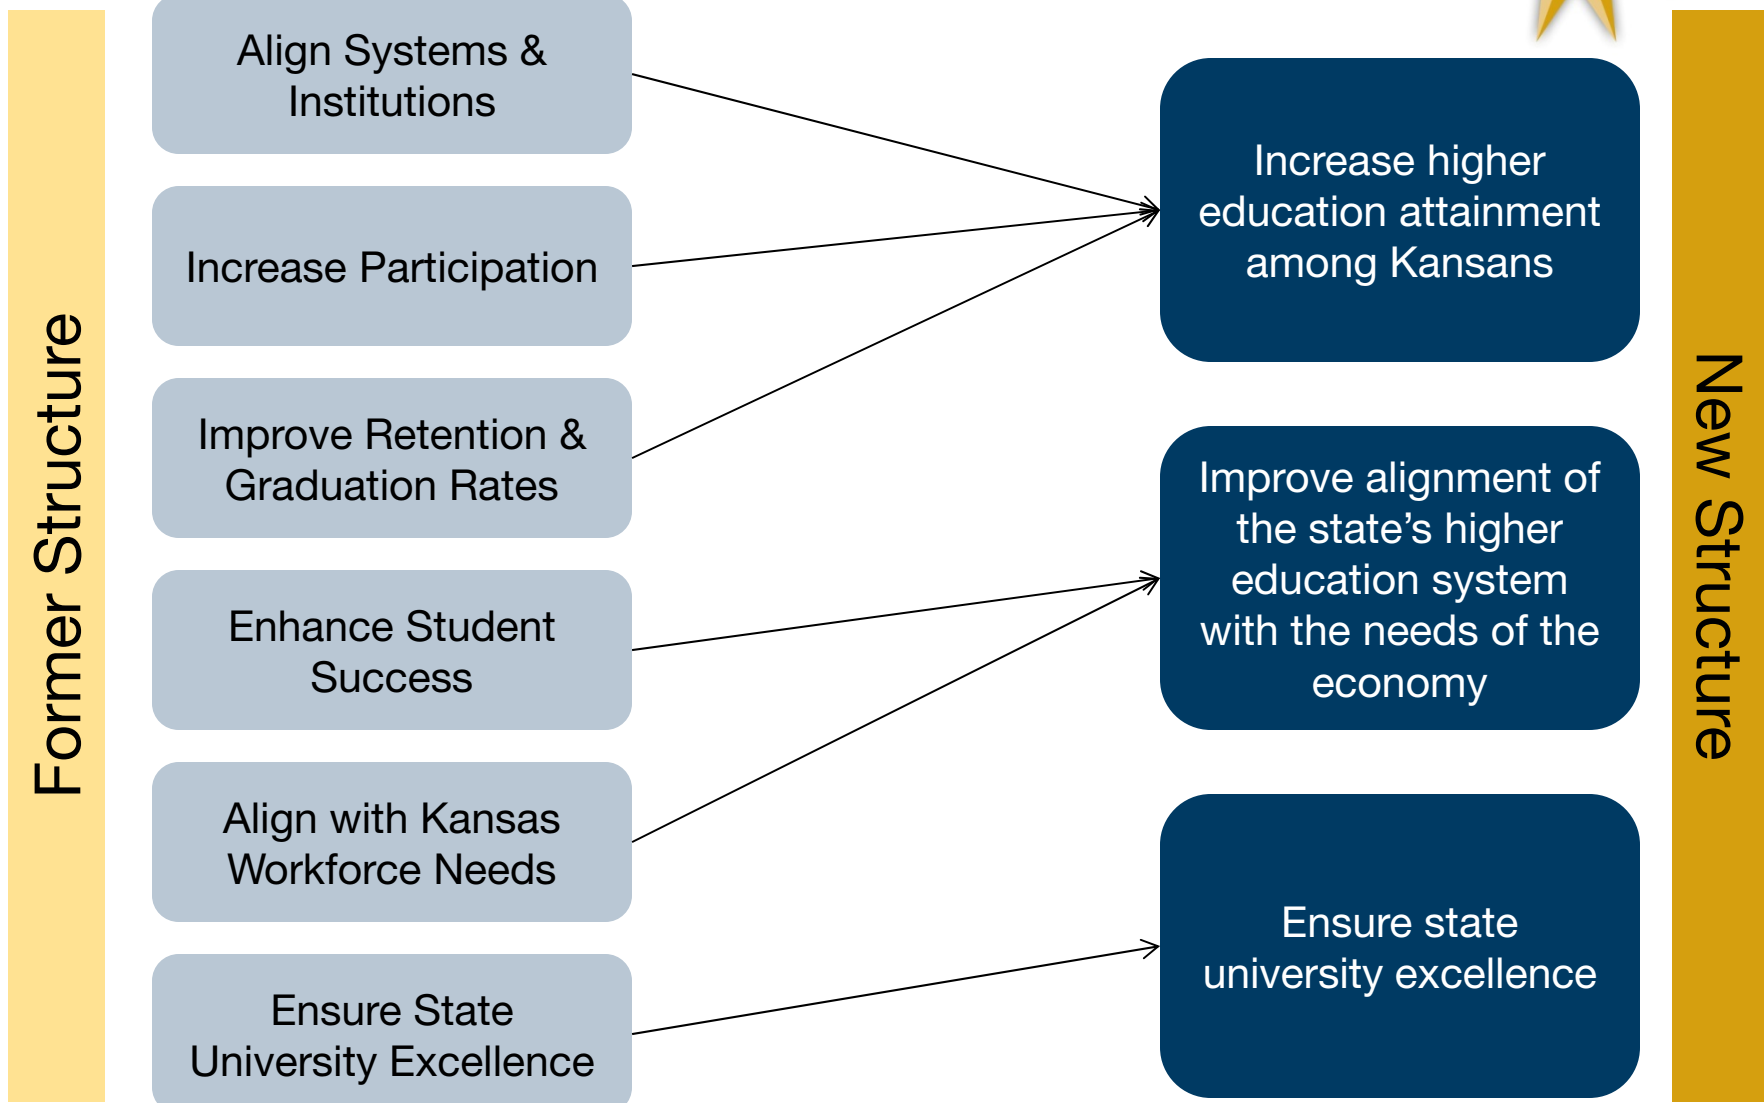 Former Structure
Align Systems &
Institutions
Increase Participation
Improve Retention &
Graduation Rates
Enhance Student
Success
Align with Kansas
Workforce Needs
Ensure State
University Excellence
Increase higher
education attainment
among Kansans
Improve alignment of
the state’s higher
education system
with the needs of the
economy
Ensure state
university excellence
New Structure